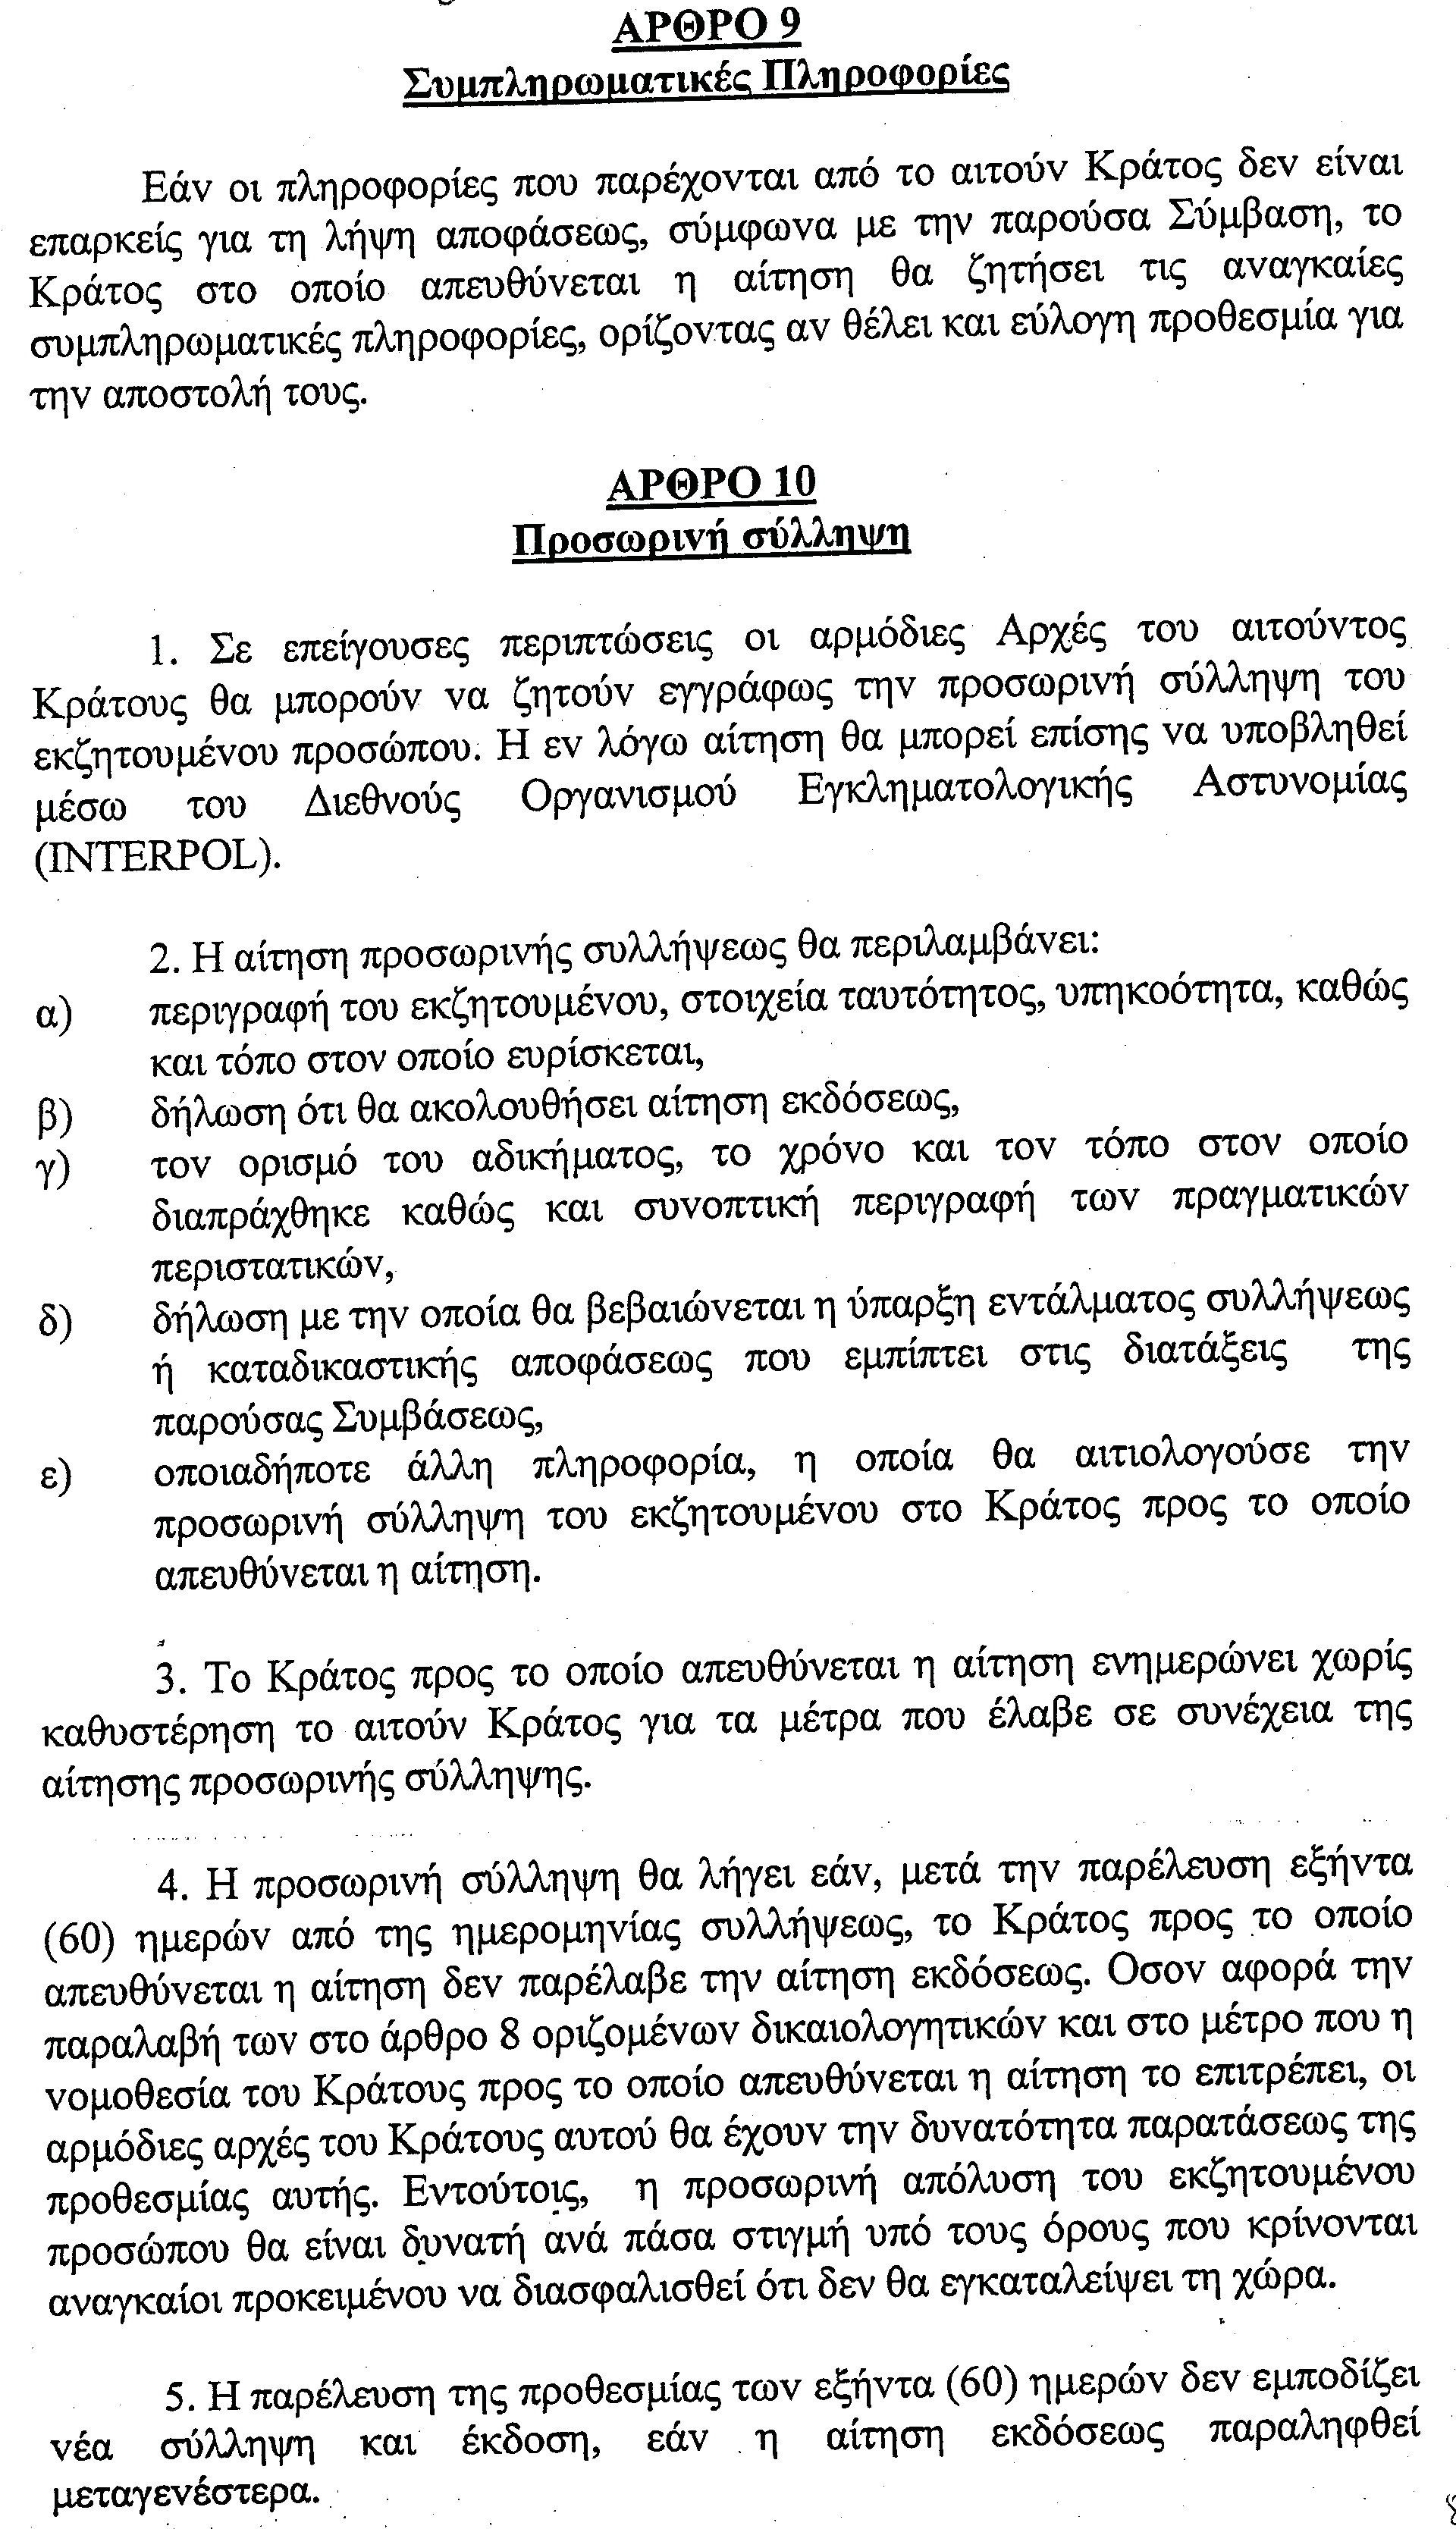 ΑΡΘΡΟ 9
Συμπληρωματικές Πληροφορίες
Εάν οι πληροφορίες που παρέχονται από το αιτούν Κράτος δεν είναι
επαρκείς για τη λήψη αποφάσεως, σύμφωνα με την παρούσα Σύμβαση, το
Κράτος στο οποίο απευθύνεται η αίτηση θα ζητήσει τις αναγκαίες
συμπληρωματικές πληροφορίες, ορίζοντας αν θέλει και εύλογη προθεσμία για
την αποστολή τους.
ΑΡΘΡΟ 10
Προσωρινή σύλληψη
1. Σε επείγουσες περιπτώσεις οι αρμόδιες Αρχές του αιτούντος
Κράτους θα μπορούν να ζητούν εγγράφως την προσωρινή σύλληψη του
εκζητουμένου προσώπου. Η εν λόγω αίτηση θα μπορεί επίσης να υποβληθεί
μέσω του Διεθνούς Οργανισμού Εγκληματολογικής Αστυνομίας
(INTERPOL).
2. Η αίτηση προσωρινής συλλήψεως θα περιλαμβάνει:
α) περιγραφή του εκζητουμένου, στοιχεία ταυτότητος, υπηκοότητα, καθώς
και τόπο στον οποίο ευρίσκεται,
β) δήλωση ότι θα ακολουθήσει αίτηση εκδόσεως,
γ) τον ορισμό του αδικήματος, το χρόνο και τον τόπο στον οποίο
διαπράχθηκε καθώς και συνοπτική περιγραφή των πραγματικών
περιστατικών,
δ) δήλωση με την οποία θα βεβαιώνεται η ύπαρξη εντάλματος συλλήψεως
ή καταδικαστικής αποφάσεως που εμπίπτει στις διατάξεις της
παρούσας Συμβάσεως,
ε) οποιαδήποτε άλλη πληροφορία, η οποία θα αιτιολογούσε την
προσωρινή σύλληψη του εκζητουμένου στο Κράτος προς το οποίο
απευθύνεται η αίτηση.
3. Το Κράτος προς το οποίο απευθύνεται η αίτηση ενημερώνει χωρίς
καθυστέρηση το αιτούν Κράτος για τα μέτρα που έλαβε σε συνέχεια της
αίτησης προσωρινής σύλληψης.
4. Η προσωρινή σύλληψη θα λήγει εάν, μετά την παρέλευση εξήντα
(60) ημερών από της ημερομηνίας συλλήψεως, το Κράτος προς το οποίο
απευθύνεται η αίτηση δεν παρέλαβε την αίτηση εκδόσεως. Οσον αφορά την
παραλαβή των στο άρθρο 8 οριζομένων δικαιολογητικών και στο μέτρο που η
νομοθεσία του Κράτους προς το οποίο απευθύνεται η αίτηση το επιτρέπει, οι
αρμόδιες αρχές του Κράτους αυτού θα έχουν την δυνατότητα παρατάσεως της
προθεσμίας αυτής. Εντούτοις, η προσωρινή απόλυση του εκζητουμένου
προσώπου θα είναι δυνατή ανά πάσα στιγμή υπό τους όρους που κρίνονται
αναγκαίοι προκειμένου να διασφαλισθεί ότι δεν θα εγκαταλείψει τη χώρα.
5. Η παρέλευση της προθεσμίας των εξήντα (60) ημερών δεν εμποδίζει
νέα σύλληψη και έκδοση, εάν η αίτηση εκδόσεως παραληφθεί
μεταγενέστερα.